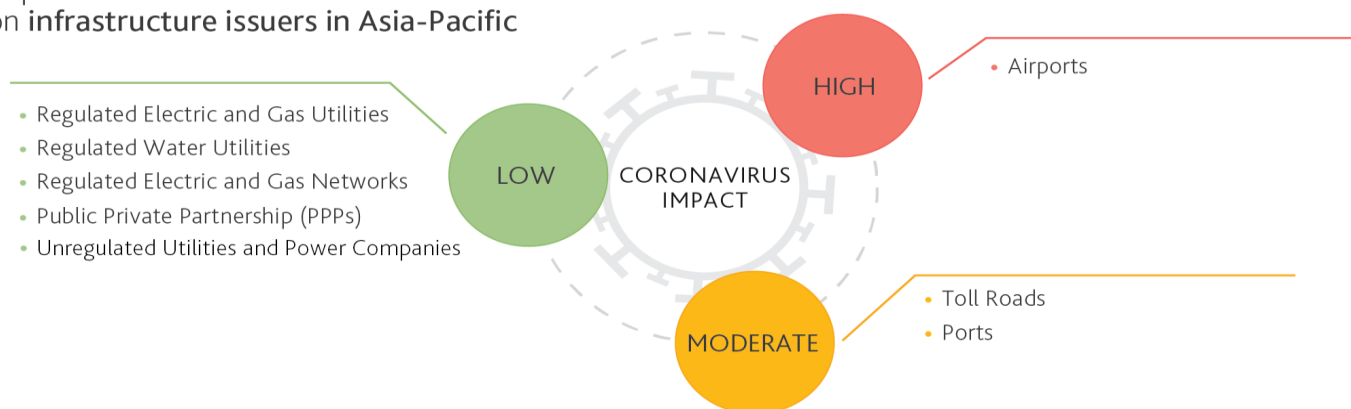 on infrastructure issuers in Asia-Pacific
• Regulated Electric and Gas Utilities
• Regulated Water Utilities
• Regulated Electric and Gas Networks
• Public Private Partnership (PPPs)
• Unregulated Utilities and Power Companies
LOW
CORONAVIRUS
IMPACT
HIGH
• Airports
MODERATE
• Toll Roads
• Ports